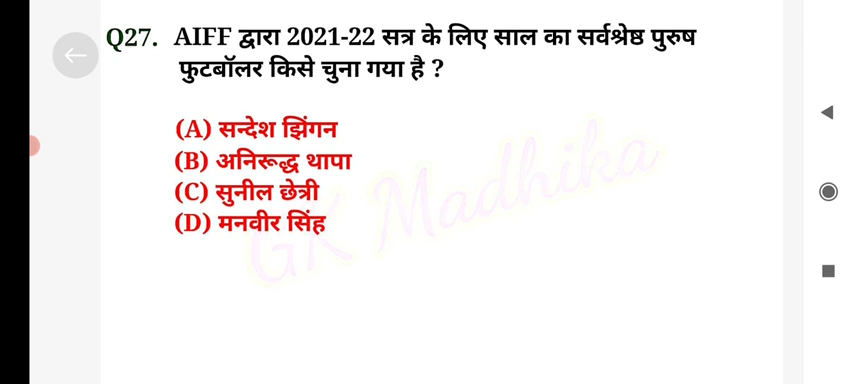 Q27. AIFF द्वारा 2021-22 सत्र के लिए साल का सर्वश्रेष्ठ पुरुष
फुटबॉलर किसे चुना गया है ?
(A) सन्देश झिंगन
(B) अनिरूद्ध थापा
(C) सुनील छेत्री
(D) मनवीर सिंह
GK Madhika